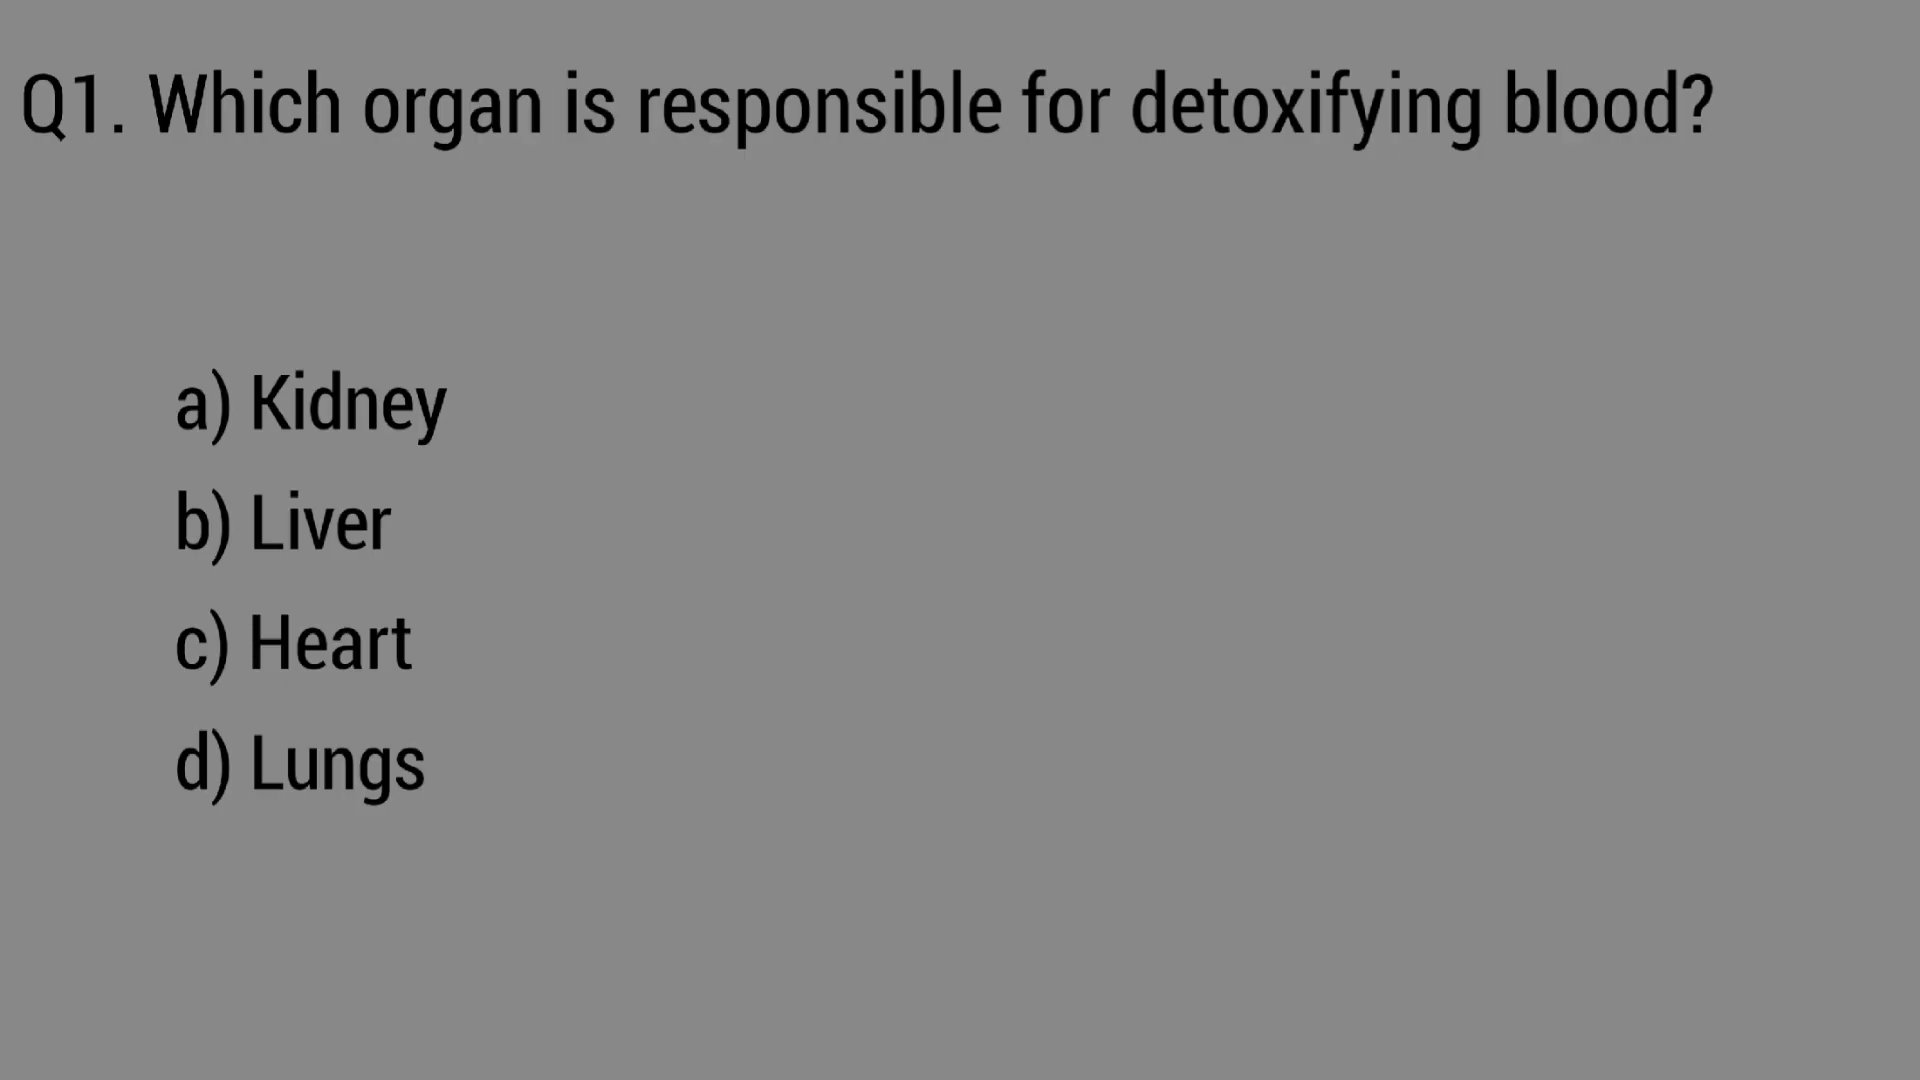 Q1. Which organ is responsible for detoxifying blood?
a) Kidney
b) Liver
c) Heart
d) Lungs